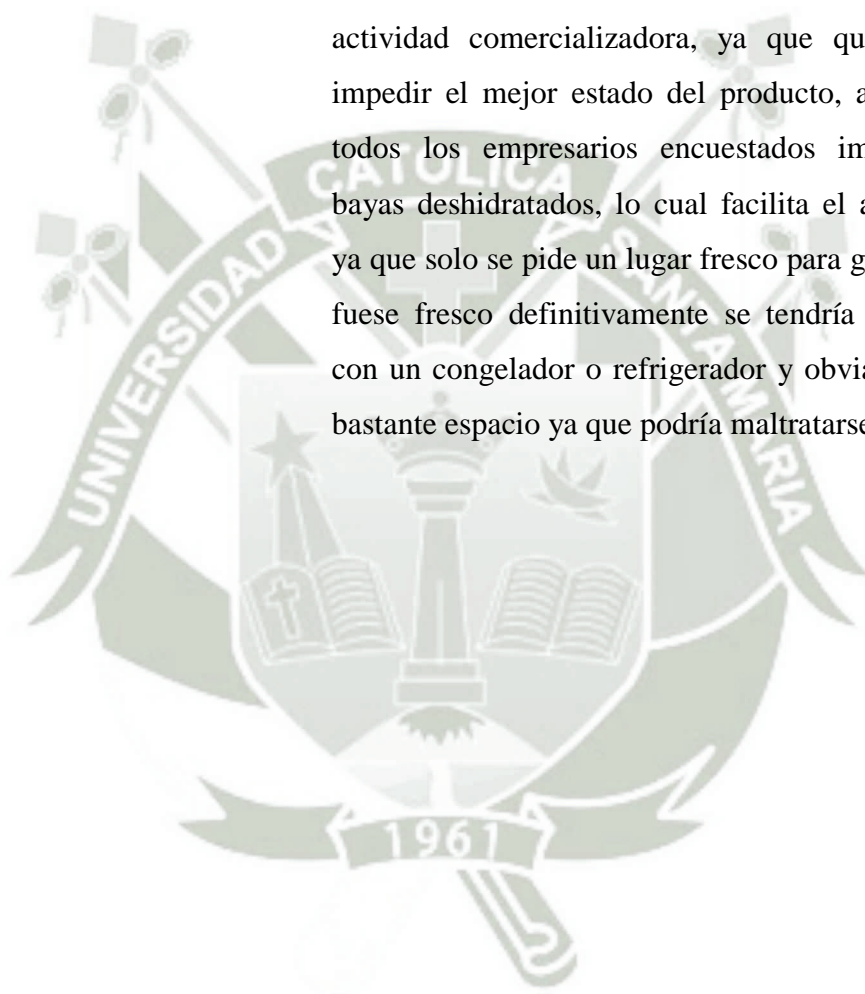 actividad comercializadora, ya que qu
impedir el mejor estado del producto, a
todos los empresarios encuestados im
bayas deshidratados, lo cual facilita el a
ya que solo se pide un lugar fresco para g
fuese fresco definitivamente se tendría
con un congelador o refrigerador y obvia
bastante espacio ya que podría maltratarse
UNIVERSIDAD CATÓLICA SANTA MARIA
1961